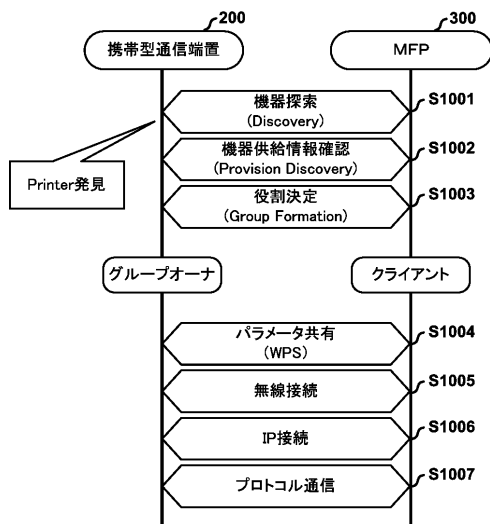 200
300
携帯型通信端置
MFP
機器探索
(Discovery)
S1001
機器供給情報確認
(Provision Discovery)
S1002
Printer発見
役割決定
(Group Formation)
S1003
グループオーナ
クライアント
パラメータ共有
(WPS)
S1004
無線接続
S1005
IP接続
S1006
プロトコル通信
S1007